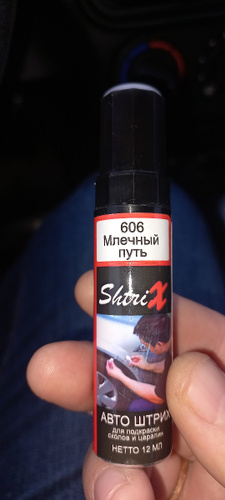 606
Млечный
путь
ShtriX
АВТО ШТРИХ
для подкраски
сколов и царапин
НЕТТО 12 МЛ